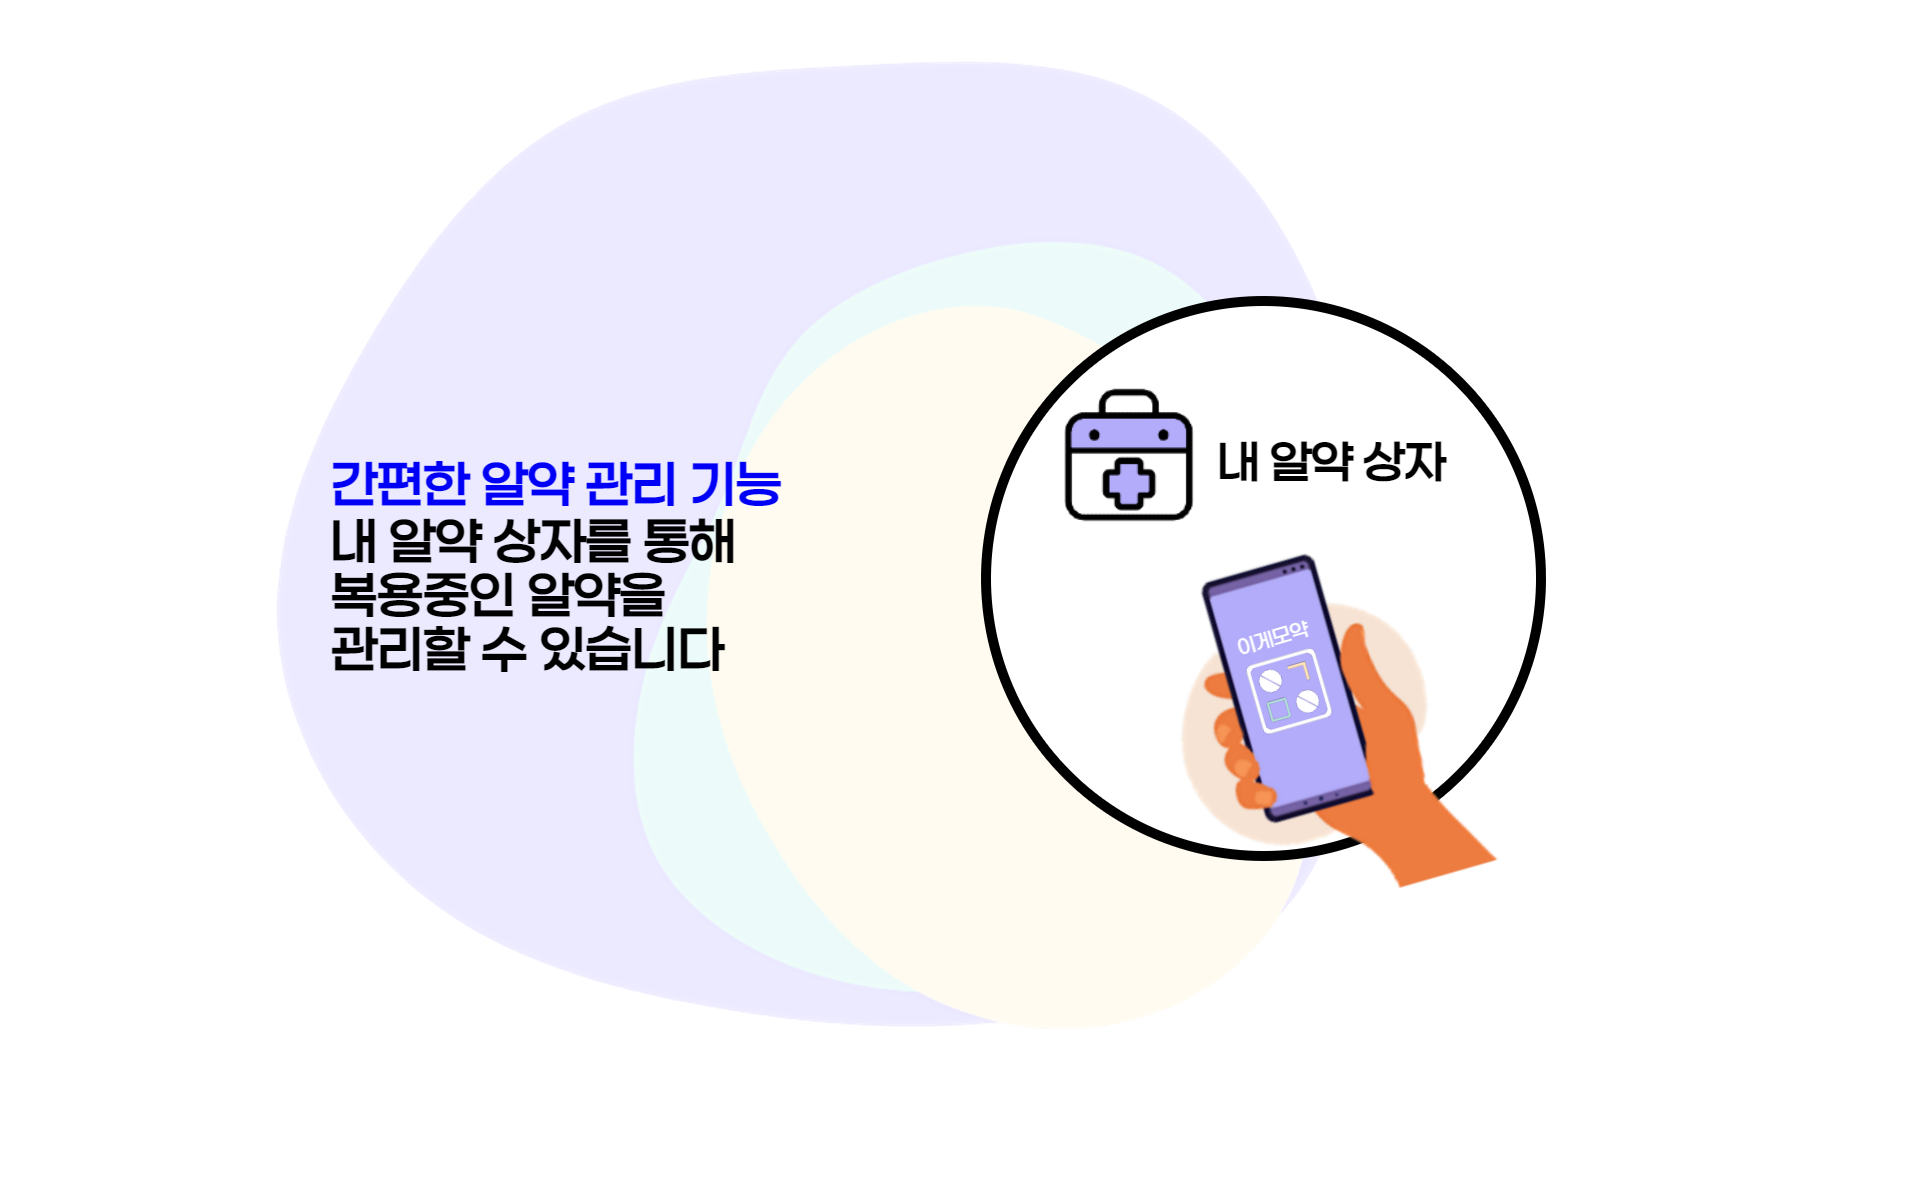 간편한 알약 관리 기능
내 알약 상자를 통해
복용중인 알약을
관리할 수 있습니다
내 알약 상자
이게모약